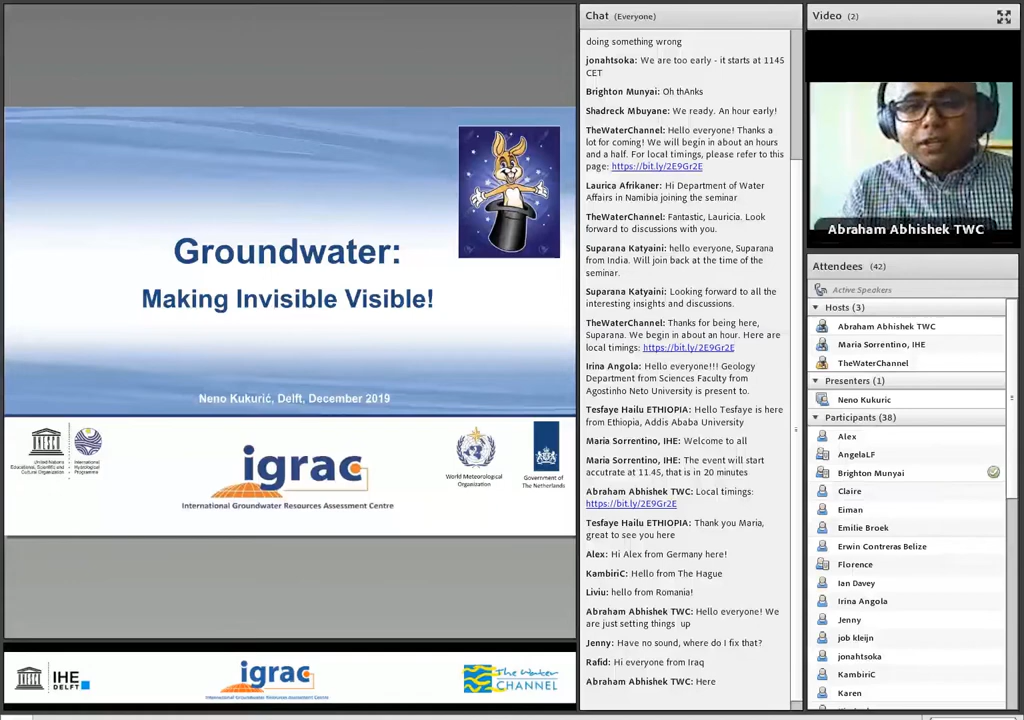 Groundwater:
Making Invisible Visible!
Neno Kukurić, Delft, December 2019
United Nations
Educational, Scientific and
Cultural Organization
International
Hydrological
Programme
igrac
International Groundwater Resources Assessment Centre
World Meteorological
Organization
Government of
The Netherlands
IHE
DELFT
igrac
International Groundwater Resources Assessment Centre
The Water
CHANNEL
Chat (Everyone)
doing something wrong
jonahtsoka: We are too early - it starts at 1145
CET
Brighton Munyai: Oh thAnks
Shadreck Mbuyane: We ready. An hour early!
TheWaterChannel: Hello everyone! Thanks a
lot for coming! We will begin in about an hours
and a half. For local timings, please refer to this
page: https://bit.ly/2E9Gr2E
Laurica Afrikaner: Hi Department of Water
Affairs in Namibia joining the seminar
TheWaterChannel: Fantastic, Lauricia. Look
forward to discussions with you.
Suparana Katyaini: hello everyone, Suparana
from India. Will join back at the time of the
seminar.
Suparana Katyaini: Looking forward to all the
interesting insights and discussions.
TheWaterChannel: Thanks for being here,
Suparana. We begin in about an hour. Here are
local timings: https://bit.ly/2E9Gr2E
Irina Angola: Hello everyone!!! Geology
Department from Sciences Faculty from
Agostinho Neto University is present to.
Tesfaye Hailu ETHIOPIA: Hello Tesfaye is here
from Ethiopia, Addis Ababa University
Maria Sorrentino, IHE: Welcome to all
Maria Sorrentino, IHE: The event will start
accutrate at 11.45, that is in 20 minutes
Abraham Abhishek TWC: Local timings:
https://bit.ly/2E9Gr2E
Tesfaye Hailu ETHIOPIA: Thank you Maria,
great to see you here
Alex: Hi Alex from Germany here!
KambiriC: Hello from The Hague
Liviu: hello from Romania!
Abraham Abhishek TWC: Hello everyone! We
are just setting things up
Jenny: Have no sound, where do I fix that?
Rafid: Hi everyone from Iraq
Abraham Abhishek TWC: Here
Video (2)
Abraham Abhishek TWC
Attendees (42)
Active Speakers
Hosts (3)
Abraham Abhishek TWC
Maria Sorrentino, IHE
TheWaterChannel
Presenters (1)
Neno Kukuric
Participants (38)
Alex
AngelaLF
Brighton Munyai
Claire
Eiman
Emilie Broek
Erwin Contreras Belize
Florence
Ian Davey
Irina Angola
Jenny
job kleijn
jonahtsoka
KambiriC
Karen